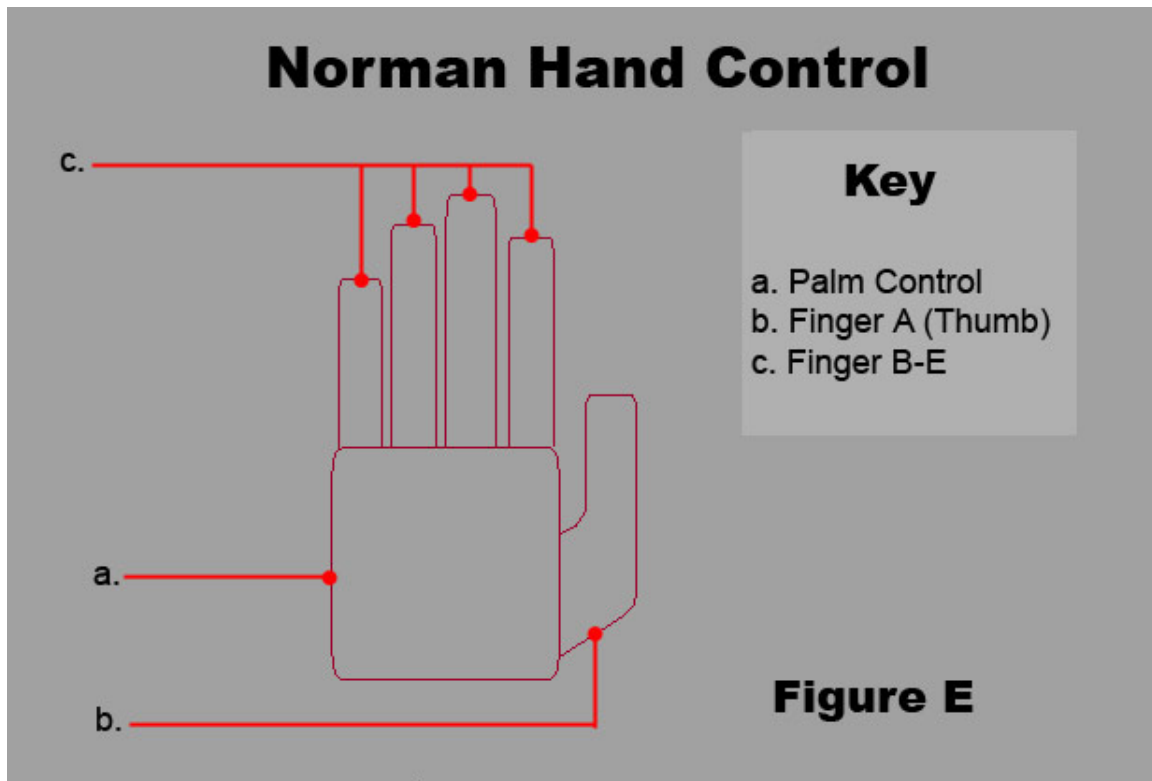 Norman Hand Control
c.
Key
a. Palm Control
b. Finger A (Thumb)
c. Finger B-E
a.
b.
Figure E